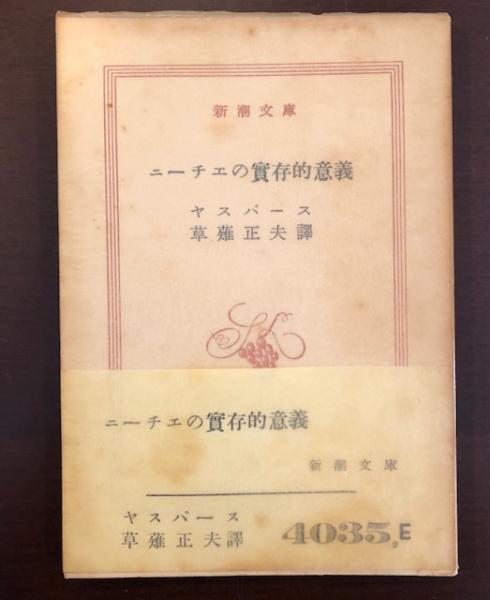 新潮文庫
ニーチエの實存的意義
ヤスパース
草薙正夫譯
ニーチエの實存的意義
新潮文庫
ヤスパース
草薙正夫譯
4035,E